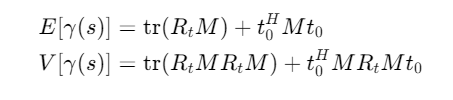 E[γ(s)] = tr(R_t M) + t_0^H M t_0
V[γ(s)] = tr(R_t M R_t M) + t_0^H M R_t M t_0